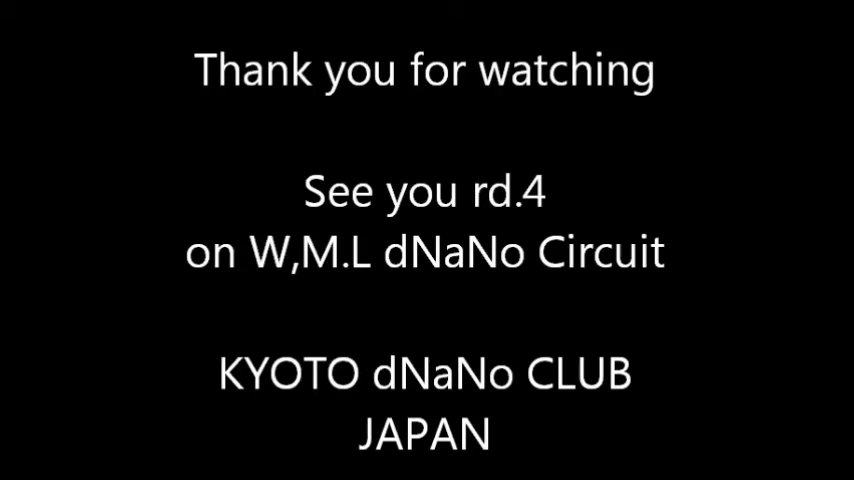 Thank you for watching
See you rd.4
on W,M.L dNaNo Circuit
KYOTO dNaNo CLUB
JAPAN